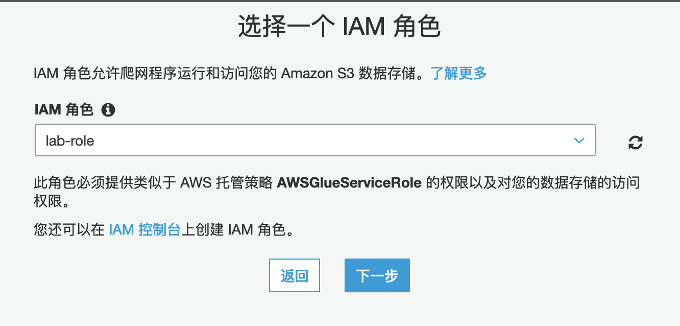 选择一个 IAM 角色
IAM 角色允许爬网程序运行和访问您的 Amazon S3 数据存储。了解更多
IAM 角色
lab-role
此角色必须提供类似于 AWS 托管策略 AWSGlueServiceRole 的权限以及对您的数据存储的访问
权限。
您还可以在 IAM 控制台上创建 IAM 角色。
返回 下一步